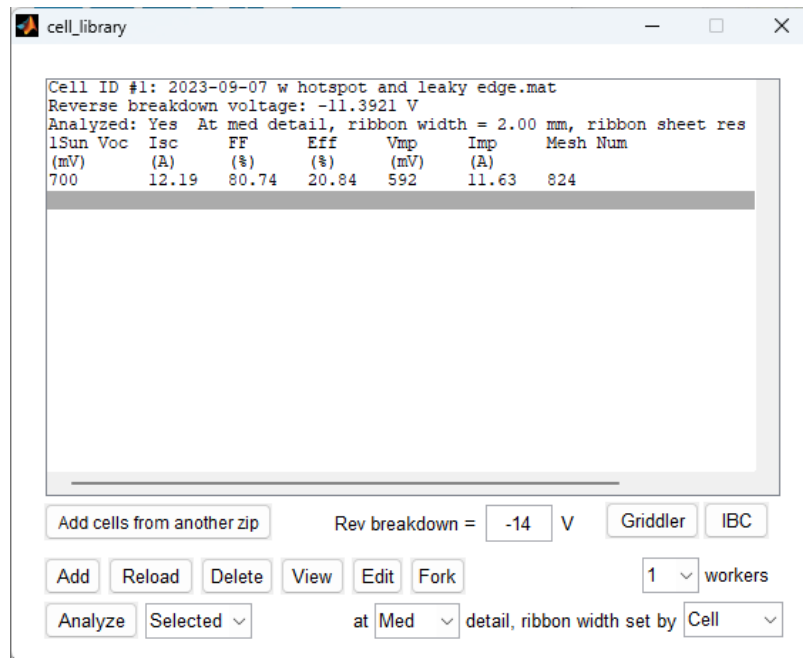 cell_library
Cell ID #1: 2023-09-07 w hotspot and leaky edge.mat
Reverse breakdown voltage: -11.3921 V
Analyzed: Yes At med detail, ribbon width = 2.00 mm, ribbon sheet res
1Sun Voc Isc FF Eff Vmp Imp Mesh Num
(mV) (A) (%) (%) (mV) (A)
700 12.19 80.74 20.84 592 11.63 824
Add cells from another zip Rev breakdown = -14 V Griddler IBC
Add Reload Delete View Edit Fork 1 workers
Analyze Selected at Med detail, ribbon width set by Cell